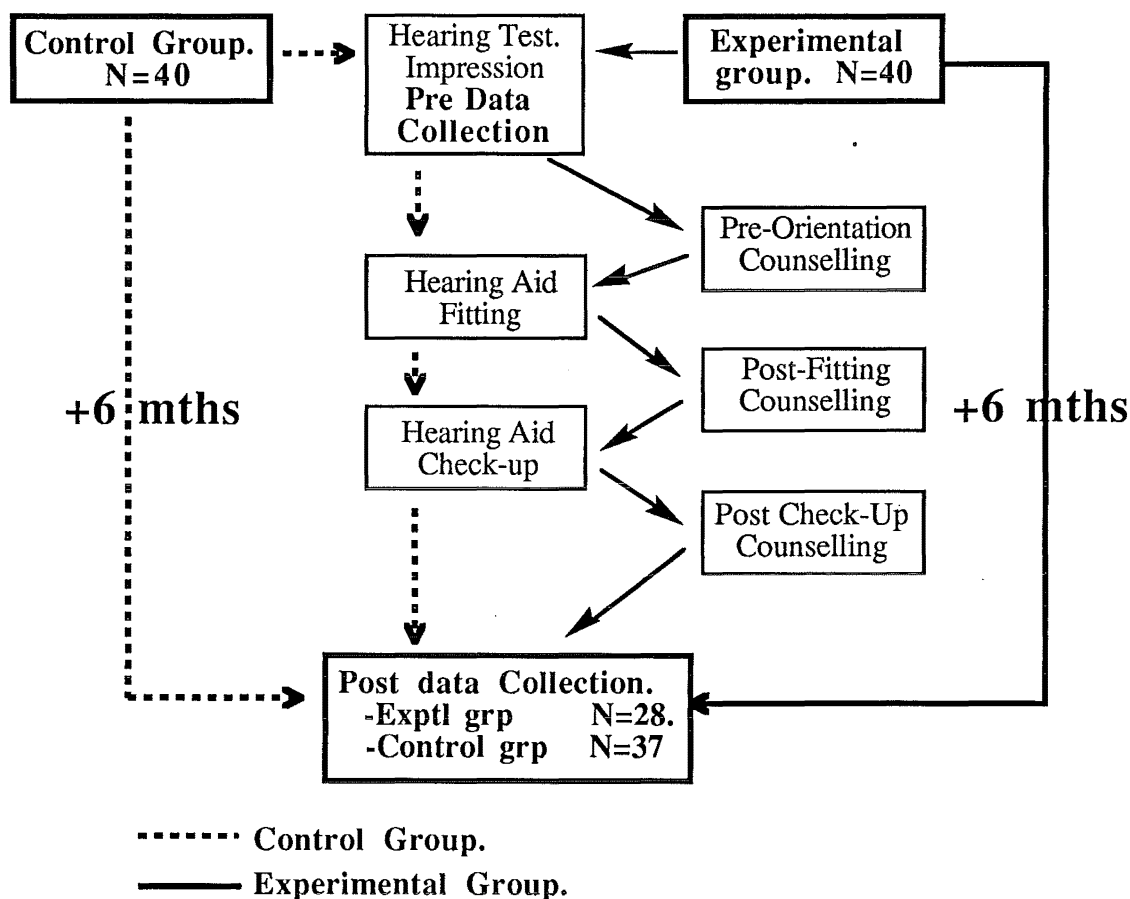 Control Group.
N=40
Hearing Test.
Impression
Pre Data
Collection
Experimental
group. N=40
Pre-Orientation
Counselling
Hearing Aid
Fitting
Post-Fitting
Counselling
+6 mths
+6 mths
Hearing Aid
Check-up
Post Check-Up
Counselling
Post data Collection.
-Exptl grp N=28.
-Control grp N=37
Control Group.
Experimental Group.